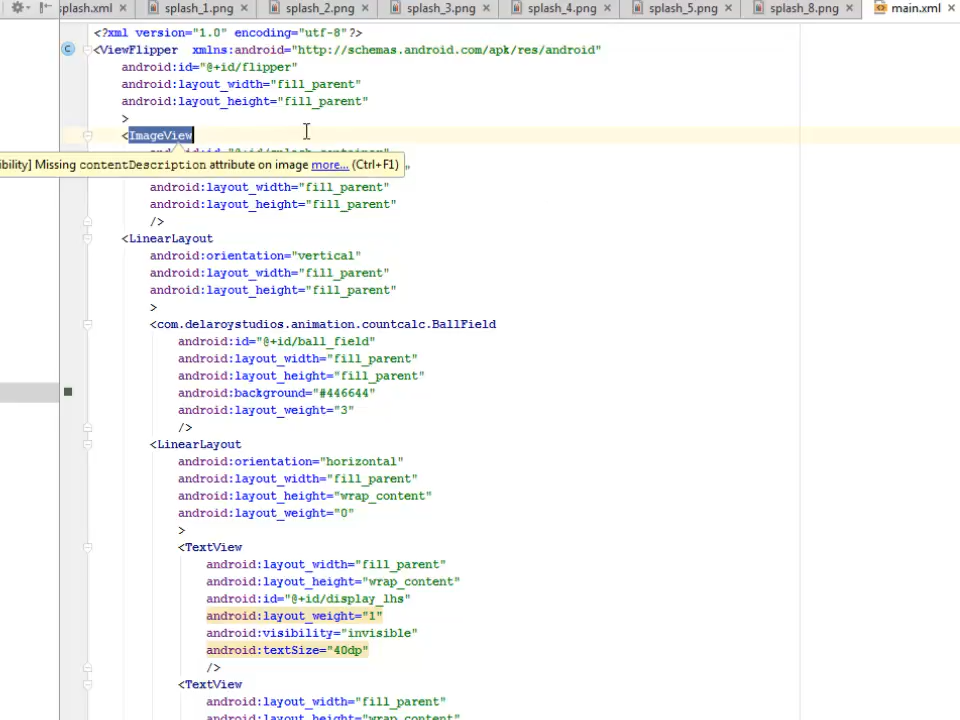 splash.xml splash_1.png splash_2.png splash_3.png splash_4.png splash_5.png splash_8.png main.xml
<?xml version="1.0" encoding="utf-8"?>
<ViewFlipper xmlns:android="http://schemas.android.com/apk/res/android"
android:id="@+id/flipper"
android:layout_width="fill_parent"
android:layout_height="fill_parent"
>
<ImageView
ibility] Missing contentDescription attribute on image more... (Ctrl+F1)
android:layout_width="fill_parent"
android:layout_height="fill_parent"
/>
<LinearLayout
android:orientation="vertical"
android:layout_width="fill_parent"
android:layout_height="fill_parent"
>
<com.delaroystudios.animation.countcalc.BallField
android:id="@+id/ball_field"
android:layout_width="fill_parent"
android:layout_height="fill_parent"
android:background="#446644"
android:layout_weight="3"
/>
<LinearLayout
android:orientation="horizontal"
android:layout_width="fill_parent"
android:layout_height="wrap_content"
android:layout_weight="0"
>
<TextView
android:layout_width="fill_parent"
android:layout_height="wrap_content"
android:id="@+id/display_lhs"
android:layout_weight="1"
android:visibility="invisible"
android:textSize="40dp"
/>
<TextView
android:layout_width="fill_parent"
android:layout_height="wrap_content"